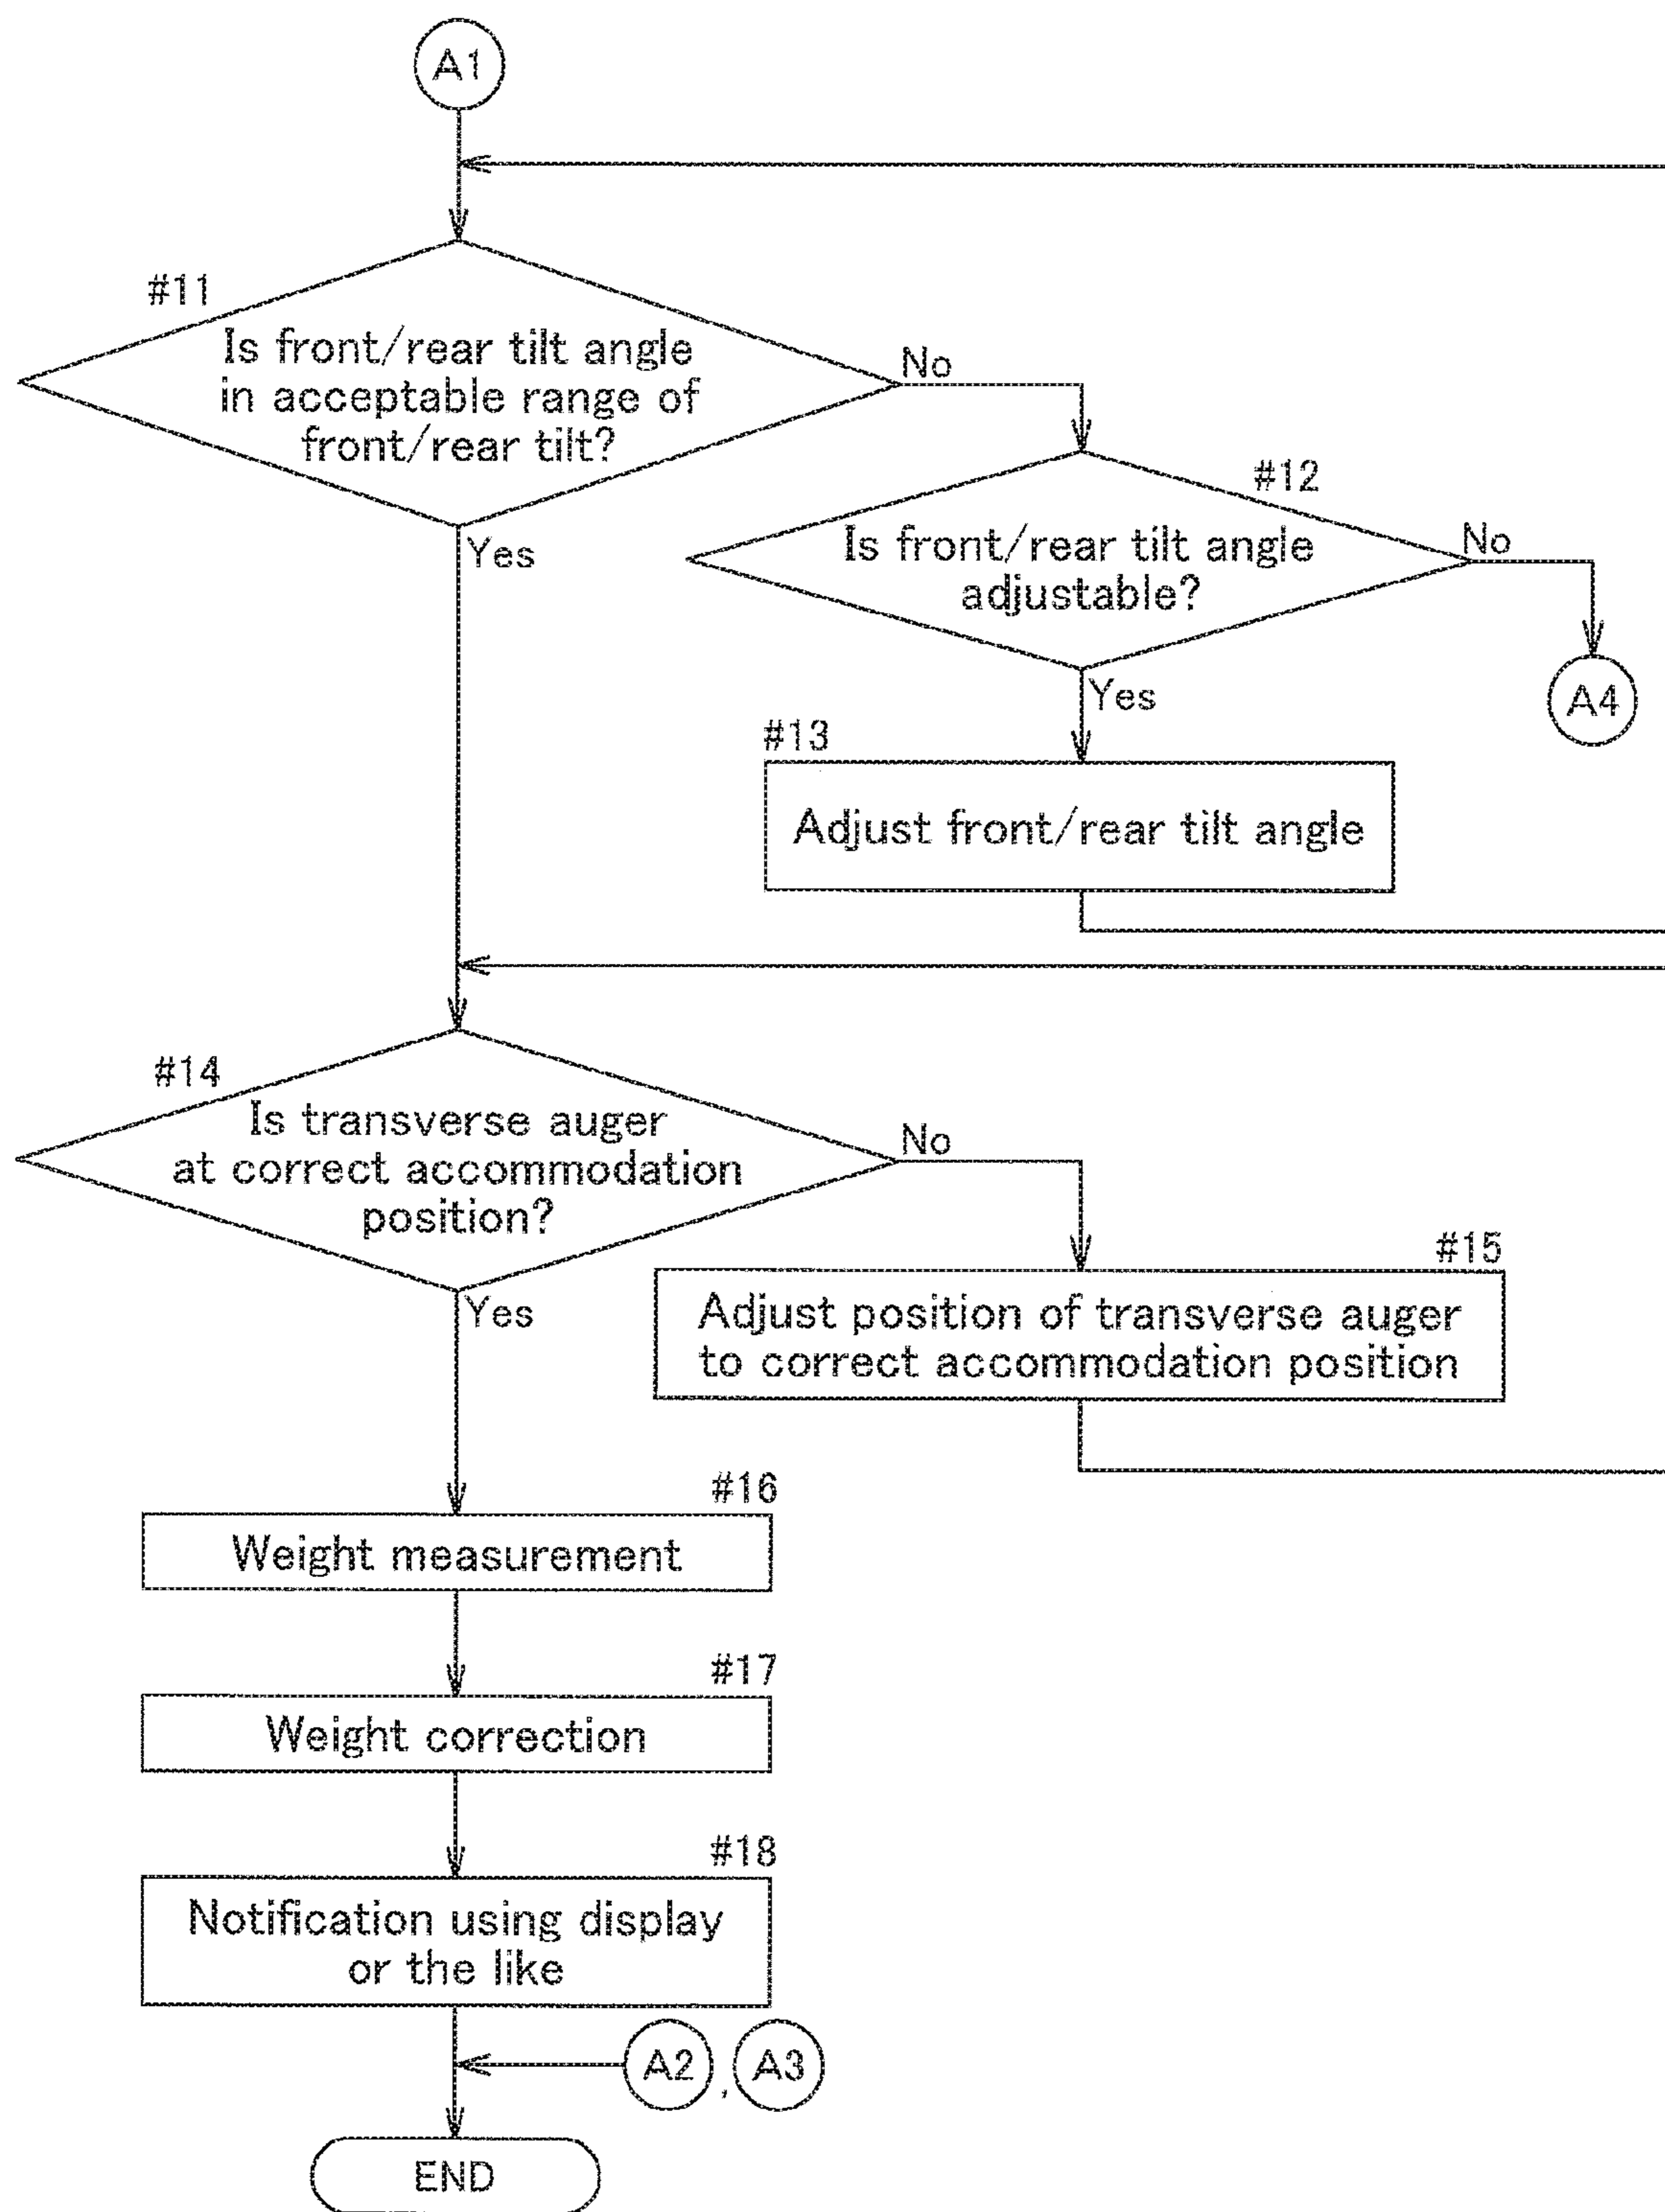 A1
#11
Is front/rear tilt angle
in acceptable range of
front/rear tilt?
No
Yes
#12
Is front/rear tilt angle
adjustable?
No
Yes
A4
#13
Adjust front/rear tilt angle
#14
Is transverse auger
at correct accommodation
position?
No
Yes
#15
Adjust position of transverse auger
to correct accommodation position
#16
Weight measurement
#17
Weight correction
#18
Notification using display
or the like
A2 , A3
END